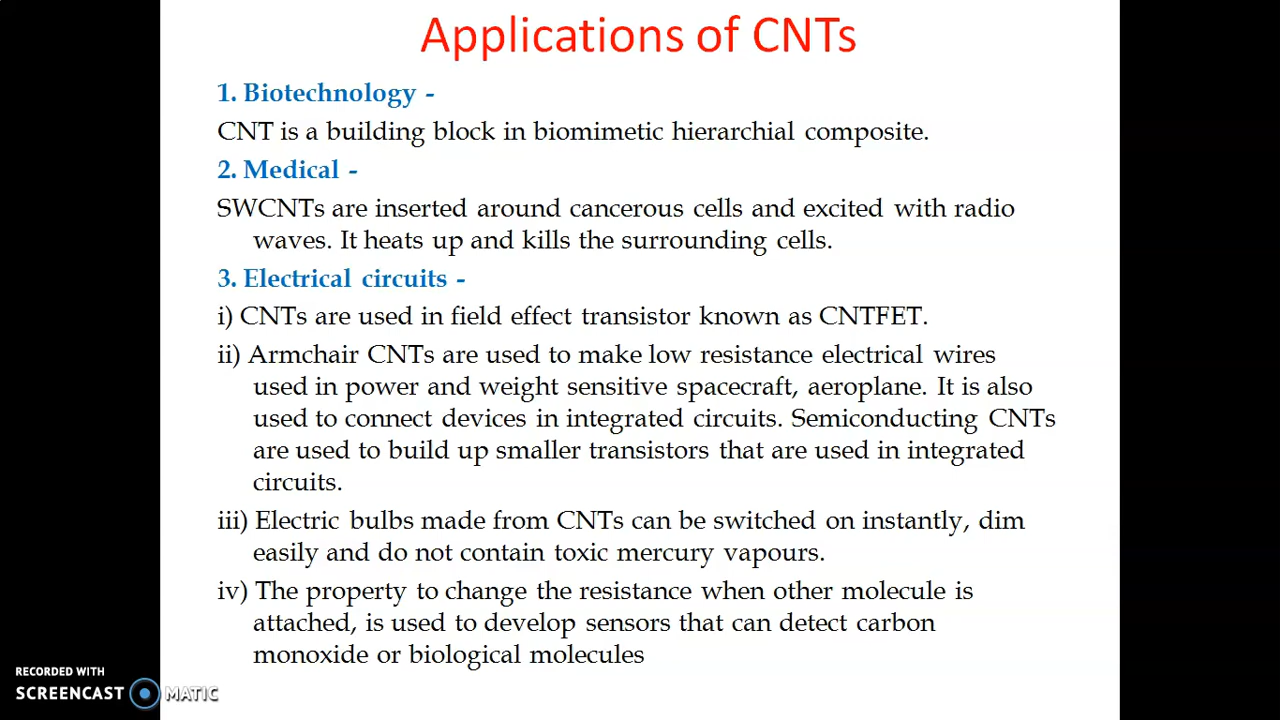 Applications of CNTs
1. Biotechnology -
CNT is a building block in biomimetic hierarchial composite.
2. Medical -
SWCNTs are inserted around cancerous cells and excited with radio
waves. It heats up and kills the surrounding cells.
3. Electrical circuits -
i) CNTs are used in field effect transistor known as CNTFET.
ii) Armchair CNTs are used to make low resistance electrical wires
used in power and weight sensitive spacecraft, aeroplane. It is also
used to connect devices in integrated circuits. Semiconducting CNTs
are used to build up smaller transistors that are used in integrated
circuits.
iii) Electric bulbs made from CNTs can be switched on instantly, dim
easily and do not contain toxic mercury vapours.
iv) The property to change the resistance when other molecule is
attached, is used to develop sensors that can detect carbon
monoxide or biological molecules
RECORDED WITH
SCREENCAST MATIC